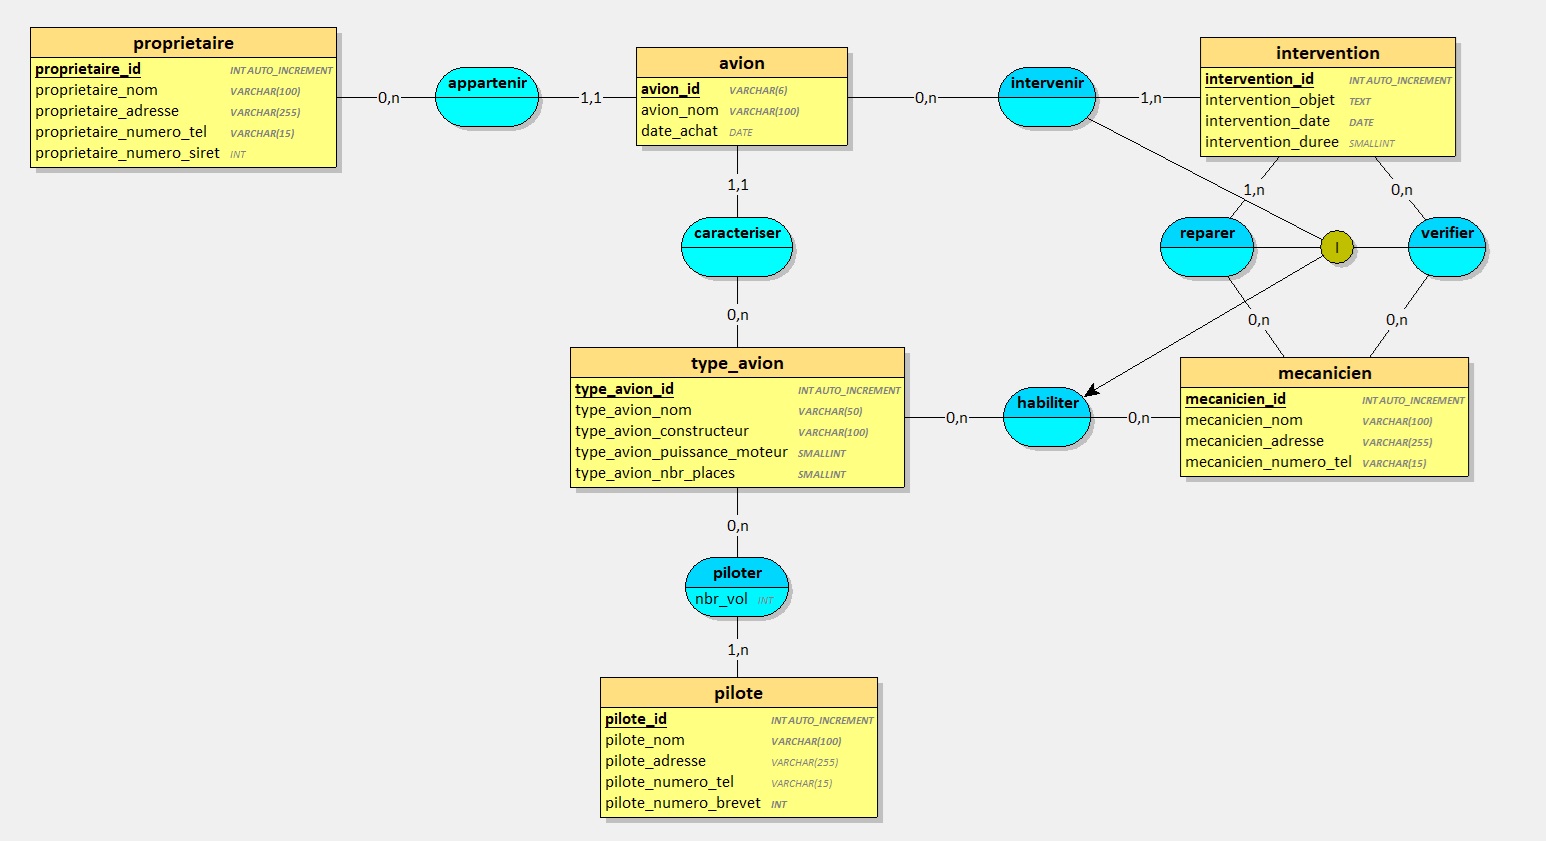 proprietaire
proprietaire_id INT AUTO_INCREMENT
proprietaire_nom VARCHAR(100)
proprietaire_adresse VARCHAR(255)
proprietaire_numero_tel VARCHAR(15)
proprietaire_numero_siret INT
0,n
appartenir
1,1
avion
avion_id VARCHAR(6)
avion_nom VARCHAR(100)
date_achat DATE
0,n
intervenir
1,n
intervention
intervention_id INT AUTO_INCREMENT
intervention_objet TEXT
intervention_date DATE
intervention_duree SMALLINT
1,1
1,n
0,n
caracteriser
reparer
I
verifier
0,n
0,n
0,n
type_avion
type_avion_id INT AUTO_INCREMENT
type_avion_nom VARCHAR(50)
type_avion_constructeur VARCHAR(100)
type_avion_puissance_moteur SMALLINT
type_avion_nbr_places SMALLINT
0,n
habiliter
0,n
mecanicien
mecanicien_id INT AUTO_INCREMENT
mecanicien_nom VARCHAR(100)
mecanicien_adresse VARCHAR(255)
mecanicien_numero_tel VARCHAR(15)
0,n
piloter
nbr_vol INT
1,n
pilote
pilote_id INT AUTO_INCREMENT
pilote_nom VARCHAR(100)
pilote_adresse VARCHAR(255)
pilote_numero_tel VARCHAR(15)
pilote_numero_brevet INT